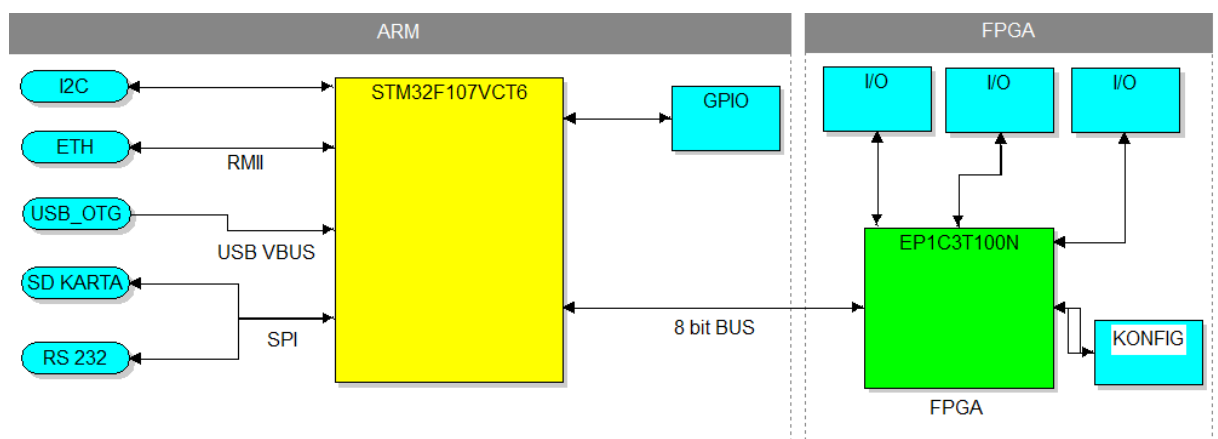 ARM
FPGA
I2C
ETH
RMII
USB_OTG
USB VBUS
SD KARTA
SPI
RS 232
STM32F107VCT6
GPIO
8 bit BUS
I/O
I/O
I/O
EP1C3T100N
KONFIG
FPGA